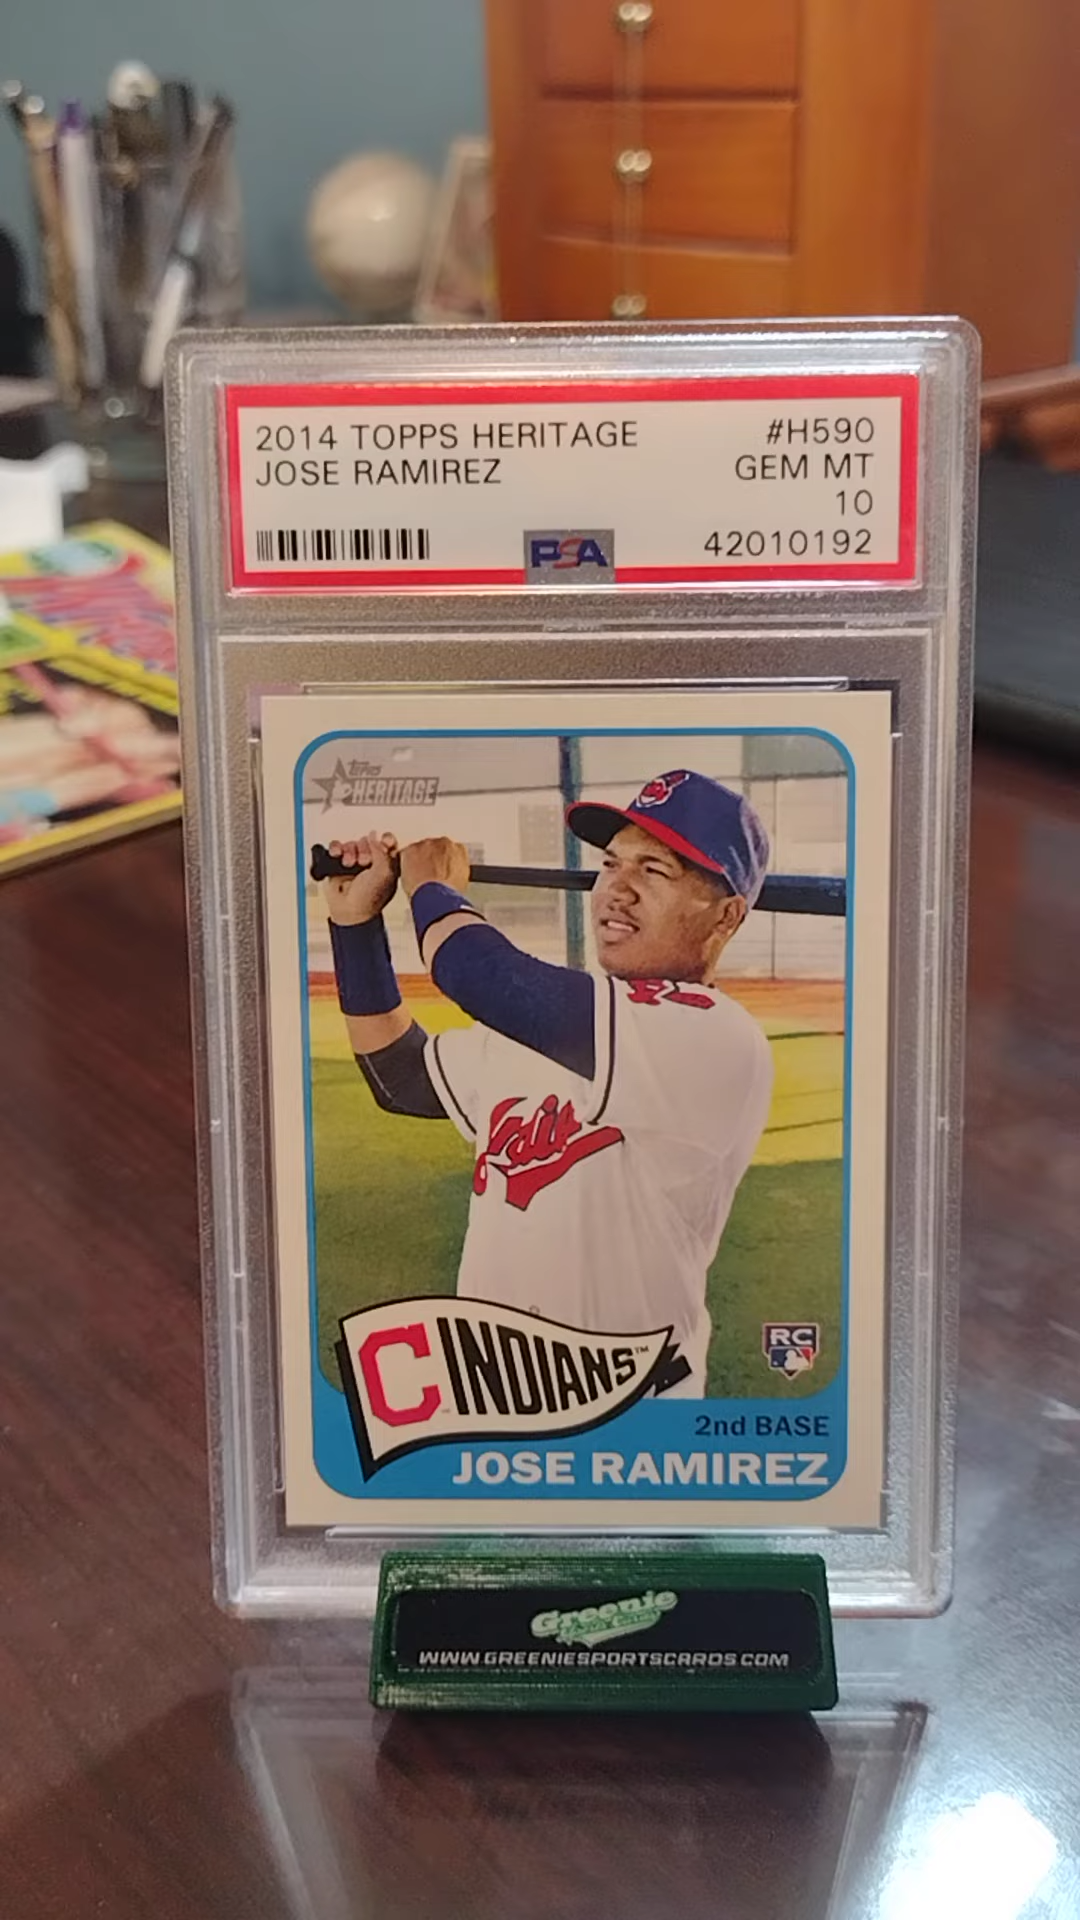 2014 TOPPS HERITAGE #H590
JOSE RAMIREZ GEM MT
10
PSA 42010192
TOPPS
HERITAGE
C INDIANS™
RC
2nd BASE
JOSE RAMIREZ
Greenie
WWW.GREENIESPORTSCARDS.COM